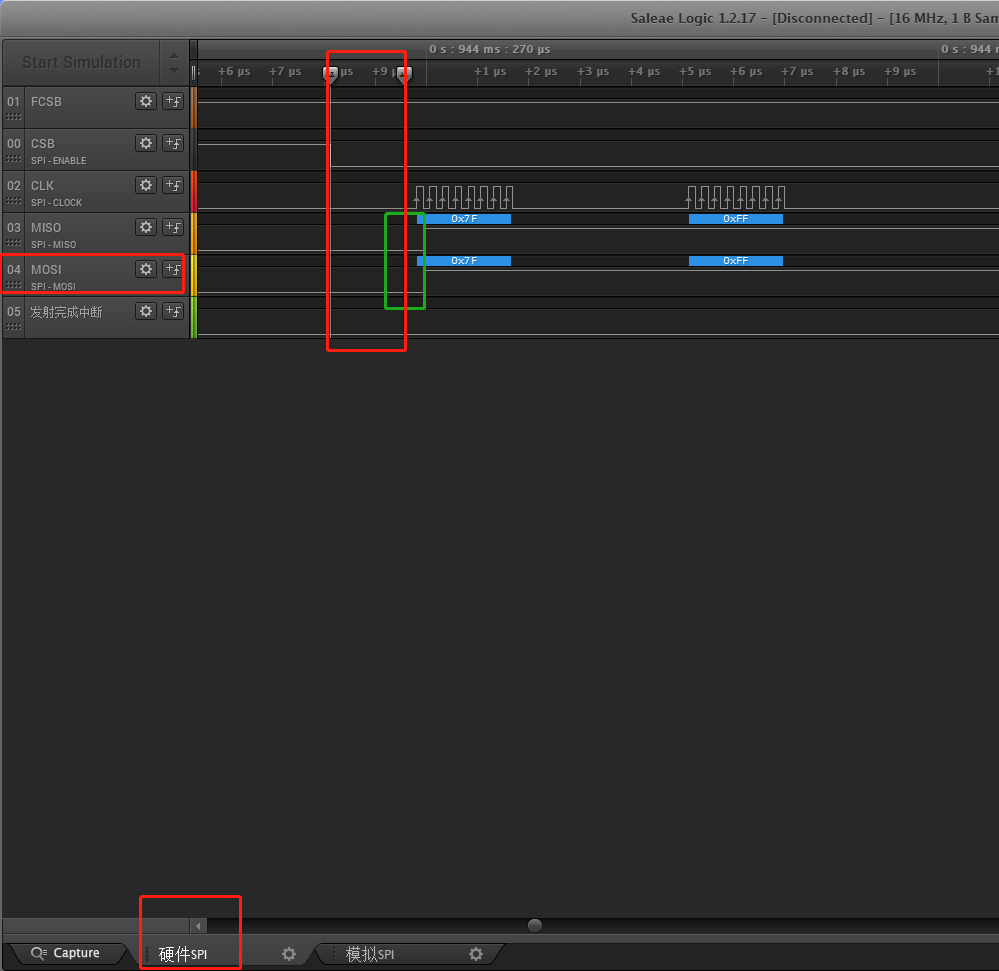 Saleae Logic 1.2.17 - [Disconnected] - [16 MHz, 1 B Sam
Start Simulation
0 s : 944 ms : 270 µs
0 s : 944
+6 µs +7 µs µs +9 +1 µs +2 µs +3 µs +4 µs +5 µs +6 µs +7 µs +8 µs +9 µs
01 FCSB
00 CSB
SPI - ENABLE
02 CLK
SPI - CLOCK
03 MISO
SPI - MISO
0x7F 0xFF
04 MOSI
SPI - MOSI
0x7F 0xFF
05 发射完成中断
Capture 硬件SPI 模拟SPI